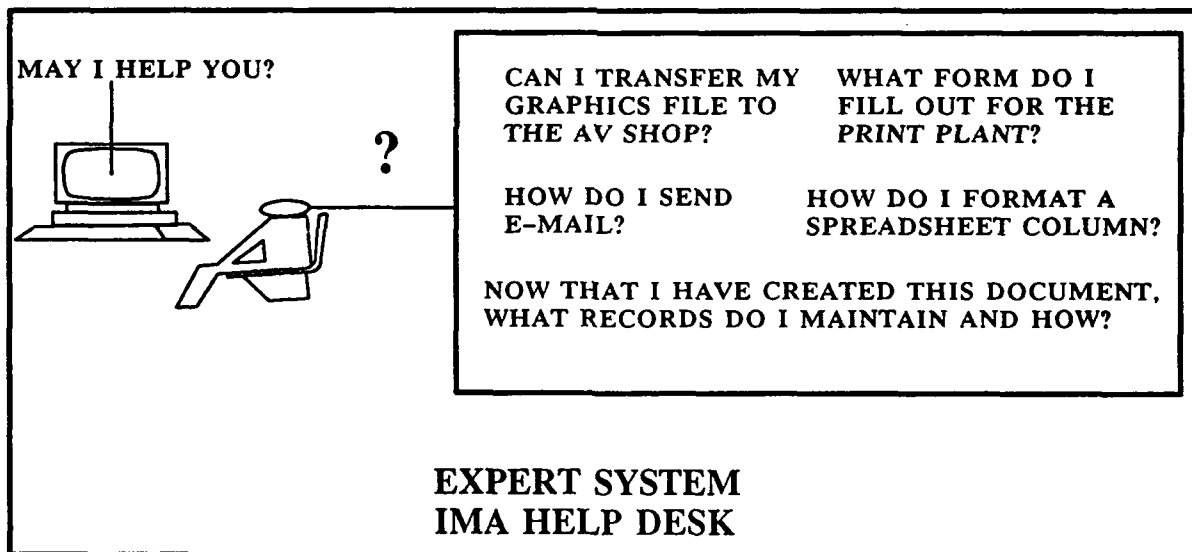 MAY I HELP YOU?
?
CAN I TRANSFER MY
GRAPHICS FILE TO
THE AV SHOP?
WHAT FORM DO I
FILL OUT FOR THE
PRINT PLANT?
HOW DO I SEND
E-MAIL?
HOW DO I FORMAT A
SPREADSHEET COLUMN?
NOW THAT I HAVE CREATED THIS DOCUMENT,
WHAT RECORDS DO I MAINTAIN AND HOW?
EXPERT SYSTEM
IMA HELP DESK